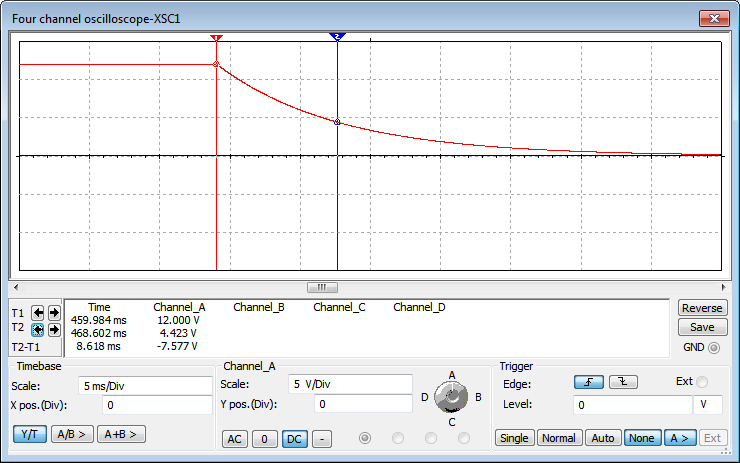 Four channel oscilloscope-XSC1
1 2
Time Channel_A Channel_B Channel_C Channel_D
T1 459.984 ms 12.000 V
T2 468.602 ms 4.423 V
T2-T1 8.618 ms -7.577 V
Reverse
Save
GND
Timebase
Scale: 5 ms/Div
X pos.(Div): 0
Y/T A/B > A+B >
Channel_A
Scale: 5 V/Div
Y pos.(Div): 0
AC 0 DC -
A
D B
C
Trigger
Edge: Ext
Level: 0 V
Single Normal Auto None A > Ext